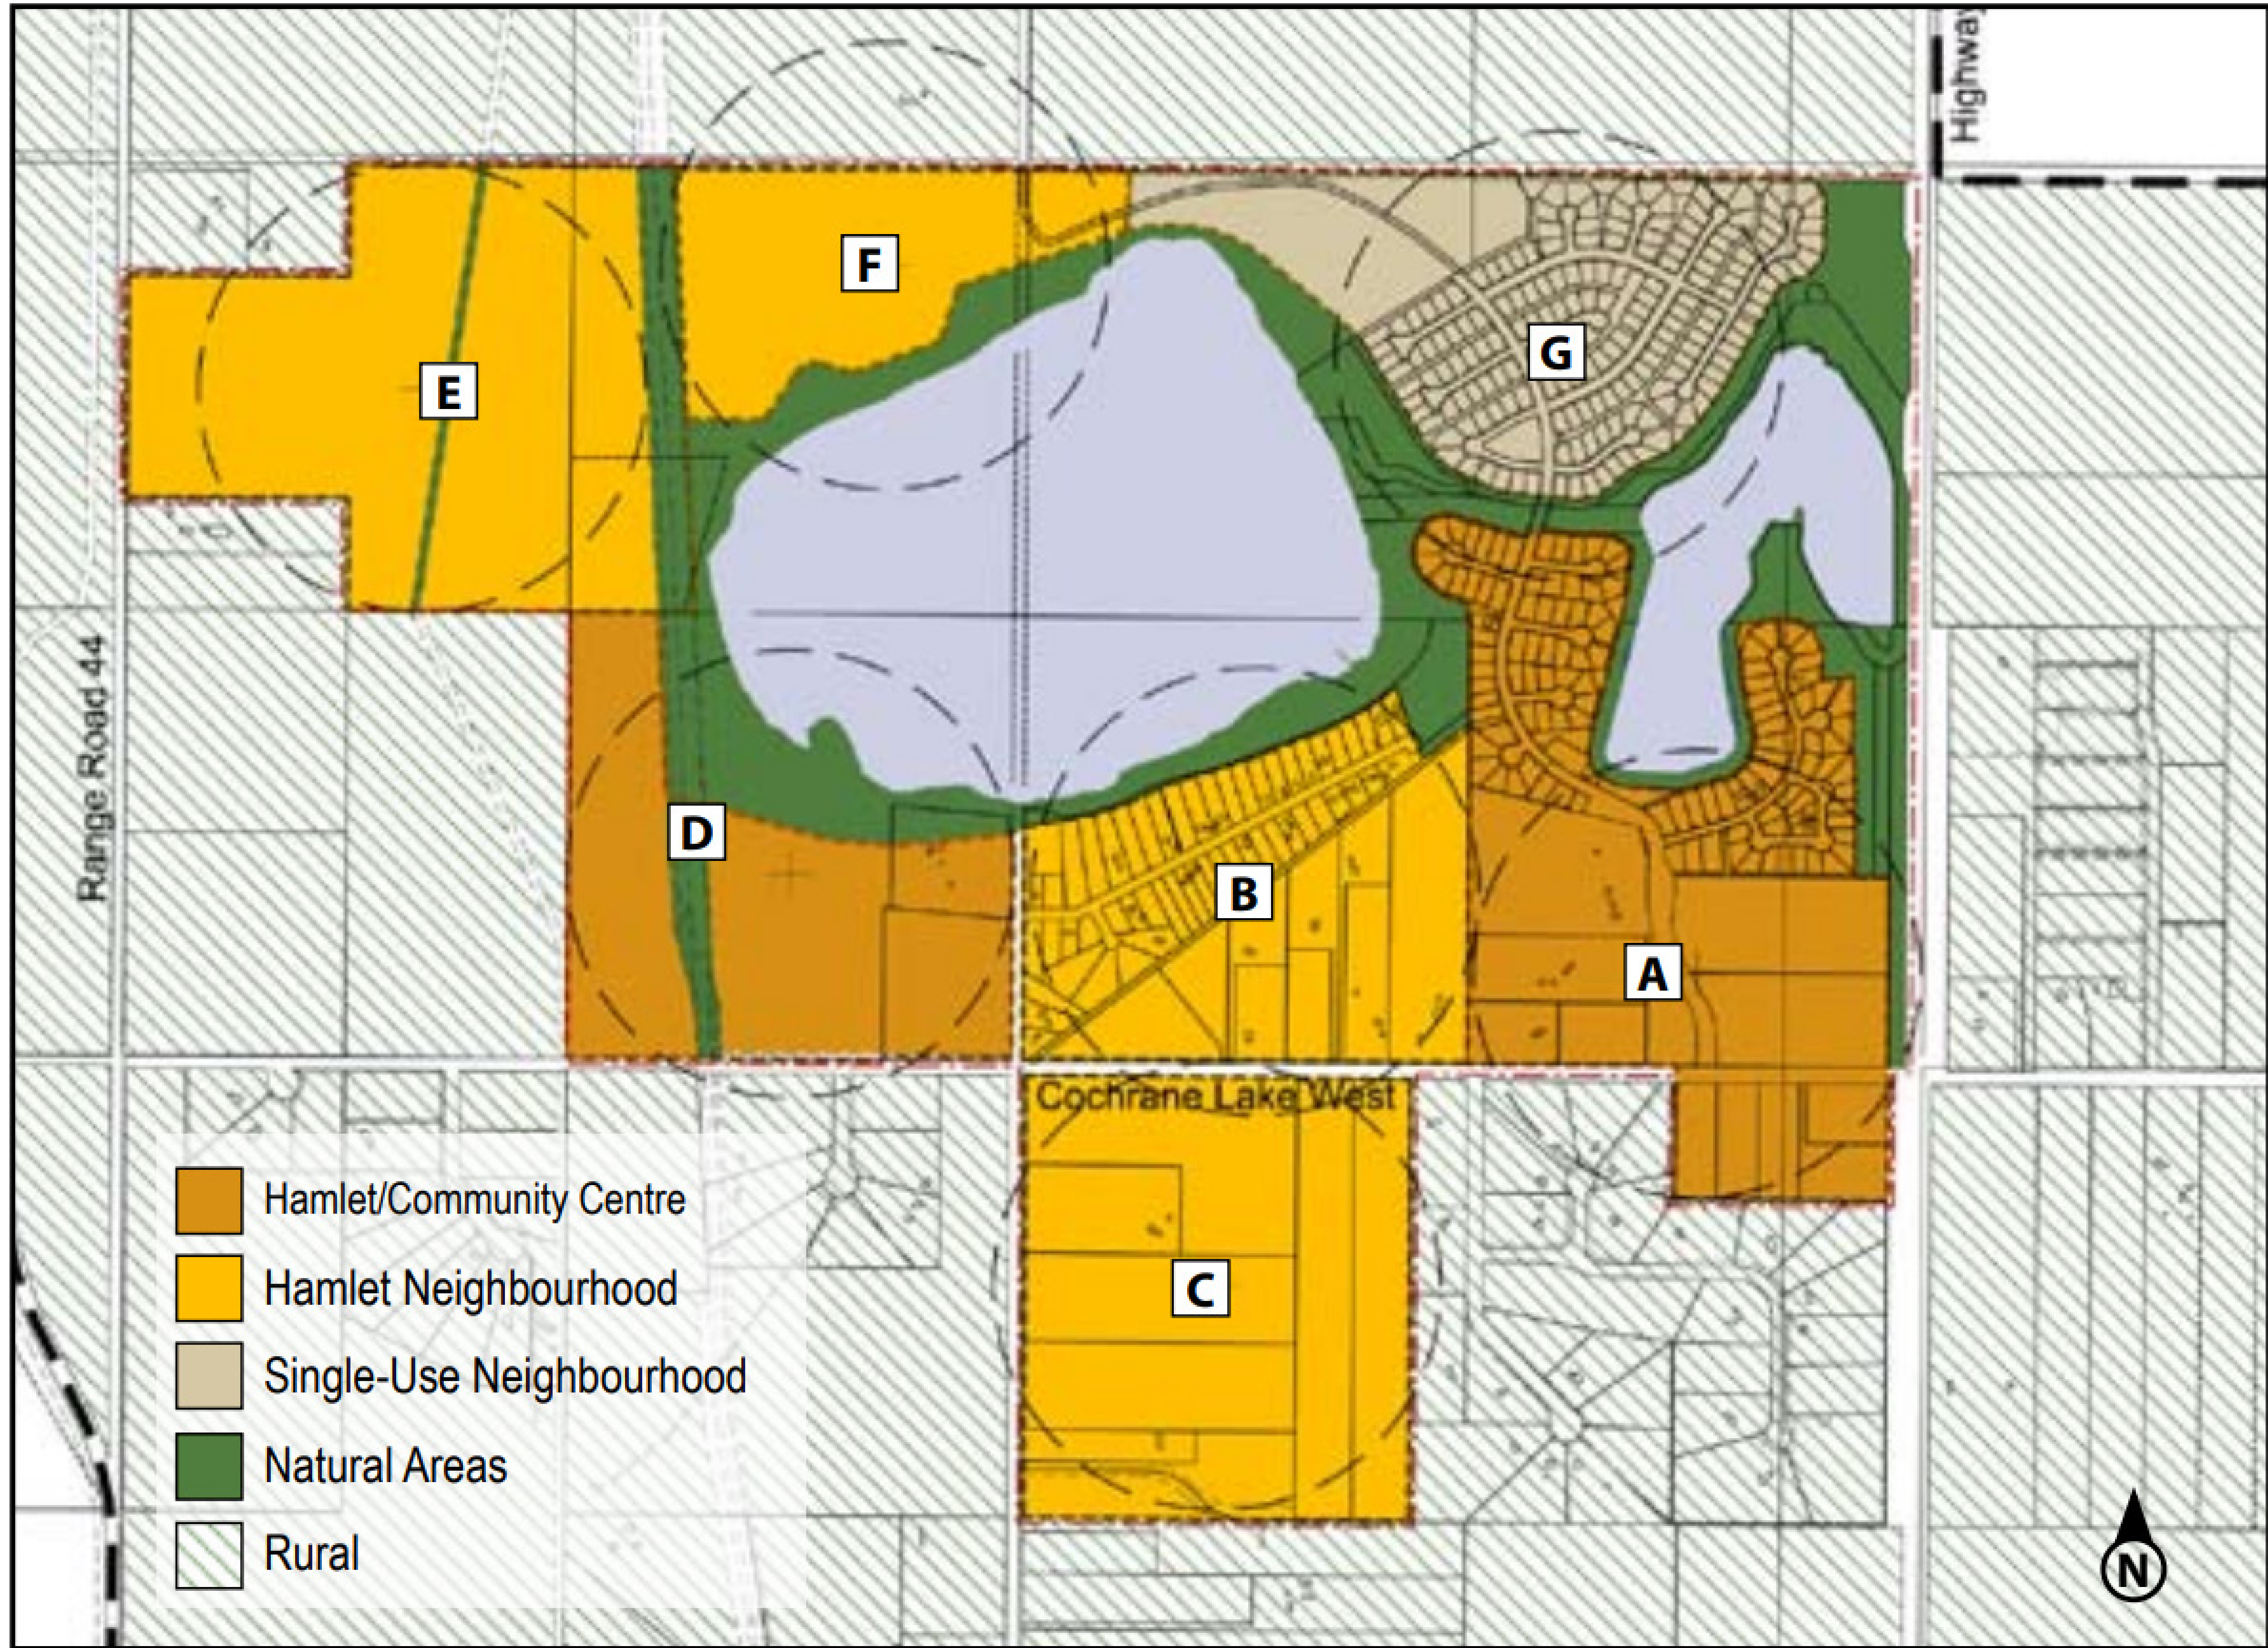 Highway
F
G
E
Range Road 44
D
B
A
Cochrane Lake West
C
Hamlet/Community Centre
Hamlet Neighbourhood
Single-Use Neighbourhood
Natural Areas
Rural
N